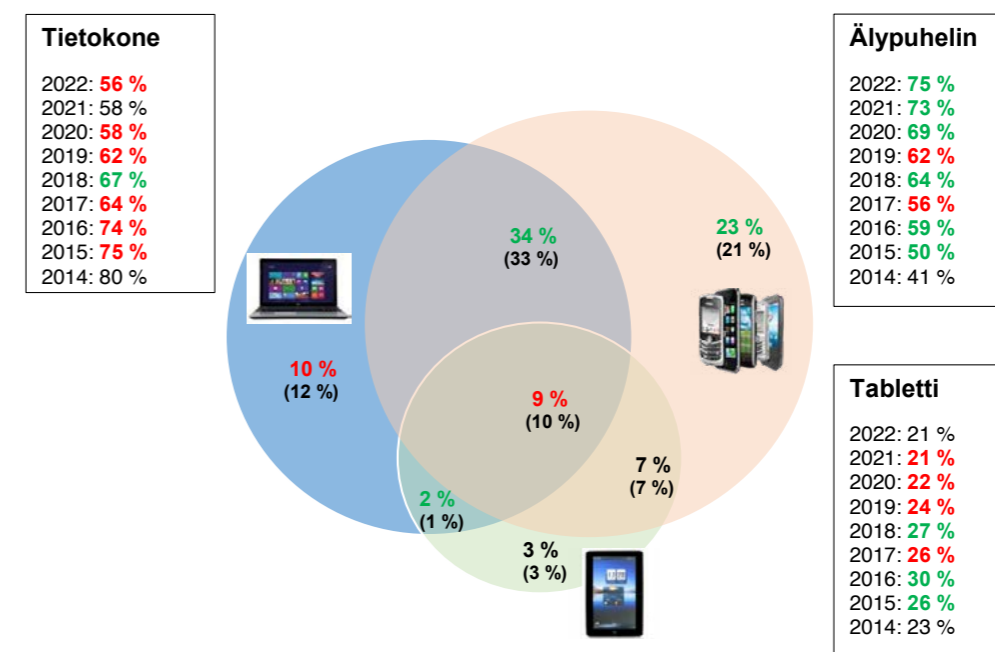 Tietokone
2022: 56 %
2021: 58 %
2020: 58 %
2019: 62 %
2018: 67 %
2017: 64 %
2016: 74 %
2015: 75 %
2014: 80 %
Älypuhelin
2022: 75 %
2021: 73 %
2020: 69 %
2019: 62 %
2018: 64 %
2017: 56 %
2016: 59 %
2015: 50 %
2014: 41 %
34 %
(33 %)
23 %
(21 %)
10 %
(12 %)
9 %
(10 %)
7 %
(7 %)
2 %
(1 %)
3 %
(3 %)
Tabletti
2022: 21 %
2021: 21 %
2020: 22 %
2019: 24 %
2018: 27 %
2017: 26 %
2016: 30 %
2015: 26 %
2014: 23 %